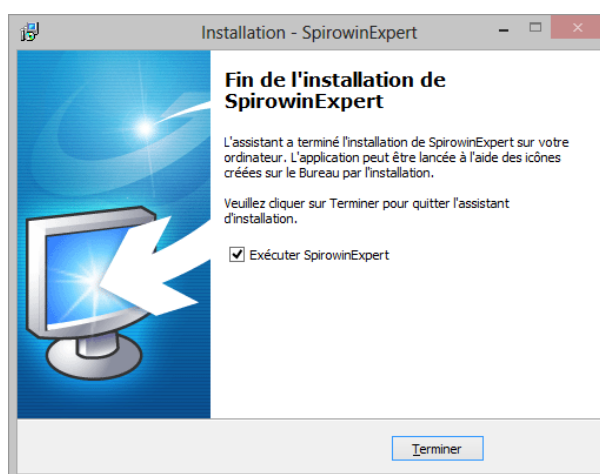 Installation - SpirowinExpert
Fin de l'installation de
SpirowinExpert
L'assistant a terminé l'installation de SpirowinExpert sur votre
ordinateur. L'application peut être lancée à l'aide des icônes
créées sur le Bureau par l'installation.
Veuillez cliquer sur Terminer pour quitter l'assistant
d'installation.
Exécuter SpirowinExpert
Terminer